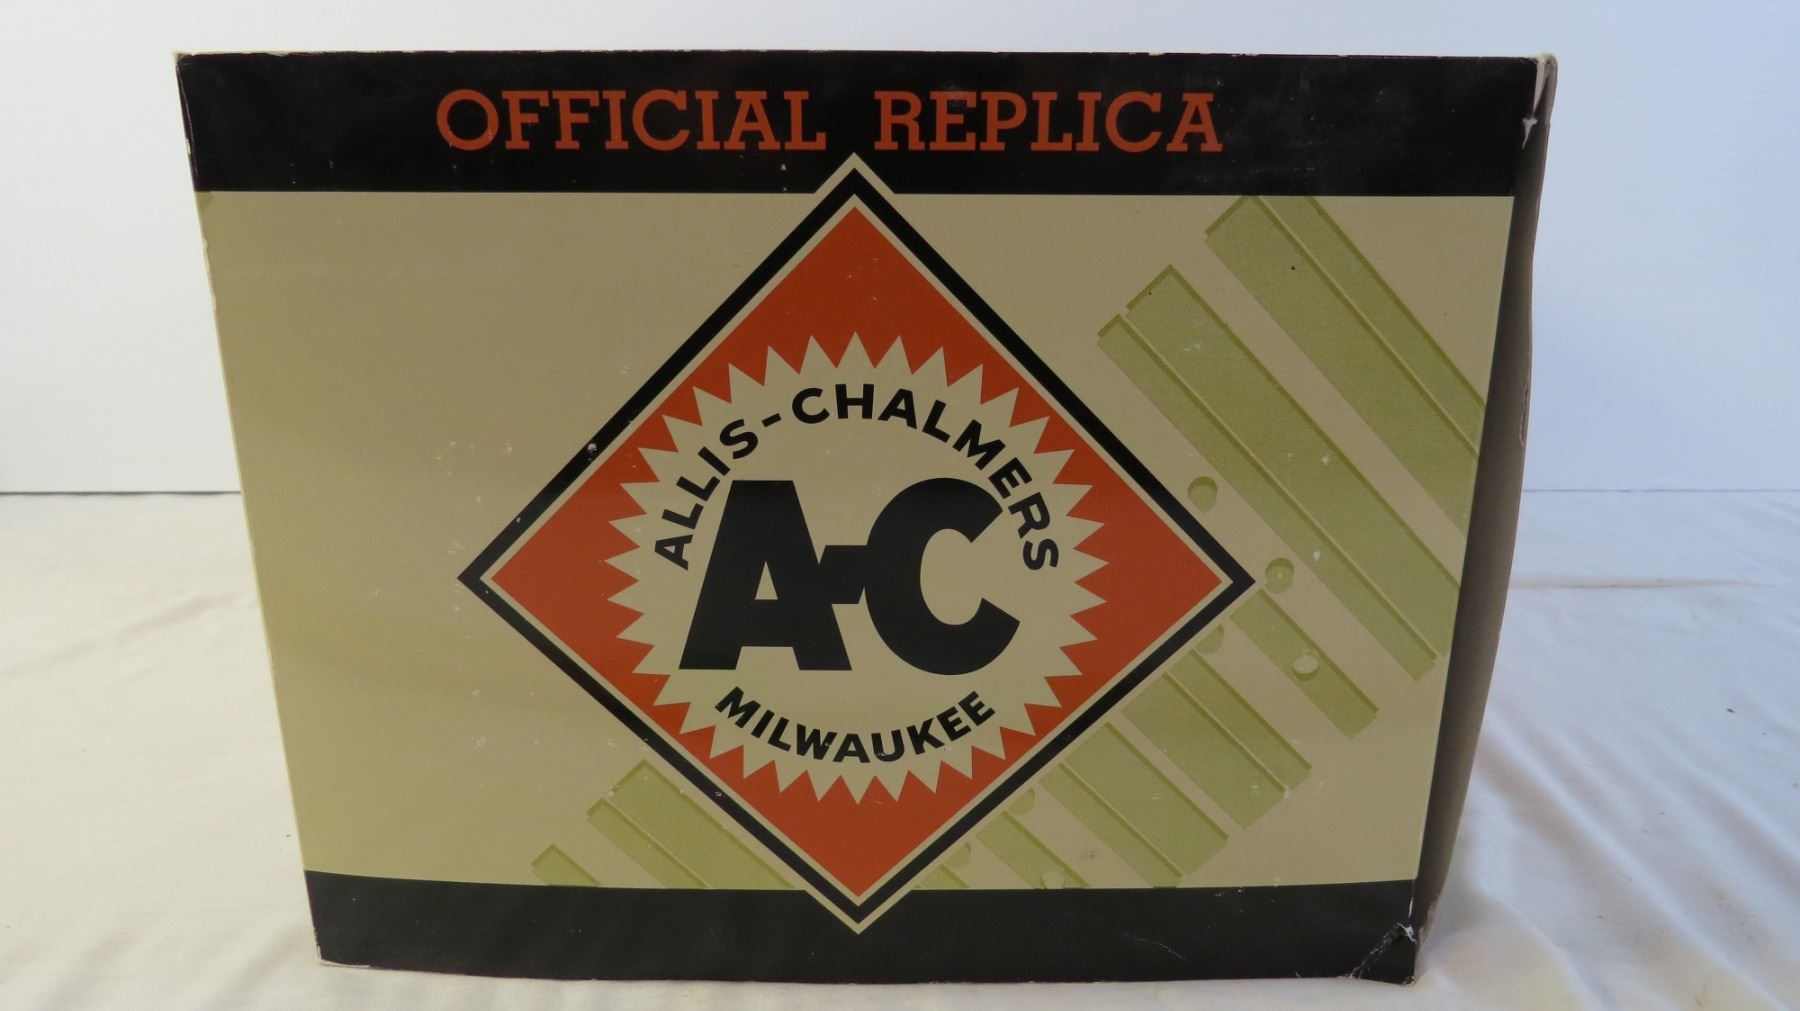 OFFICIAL REPLICA
ALLIS-CHALMERS
A-C
MILWAUKEE